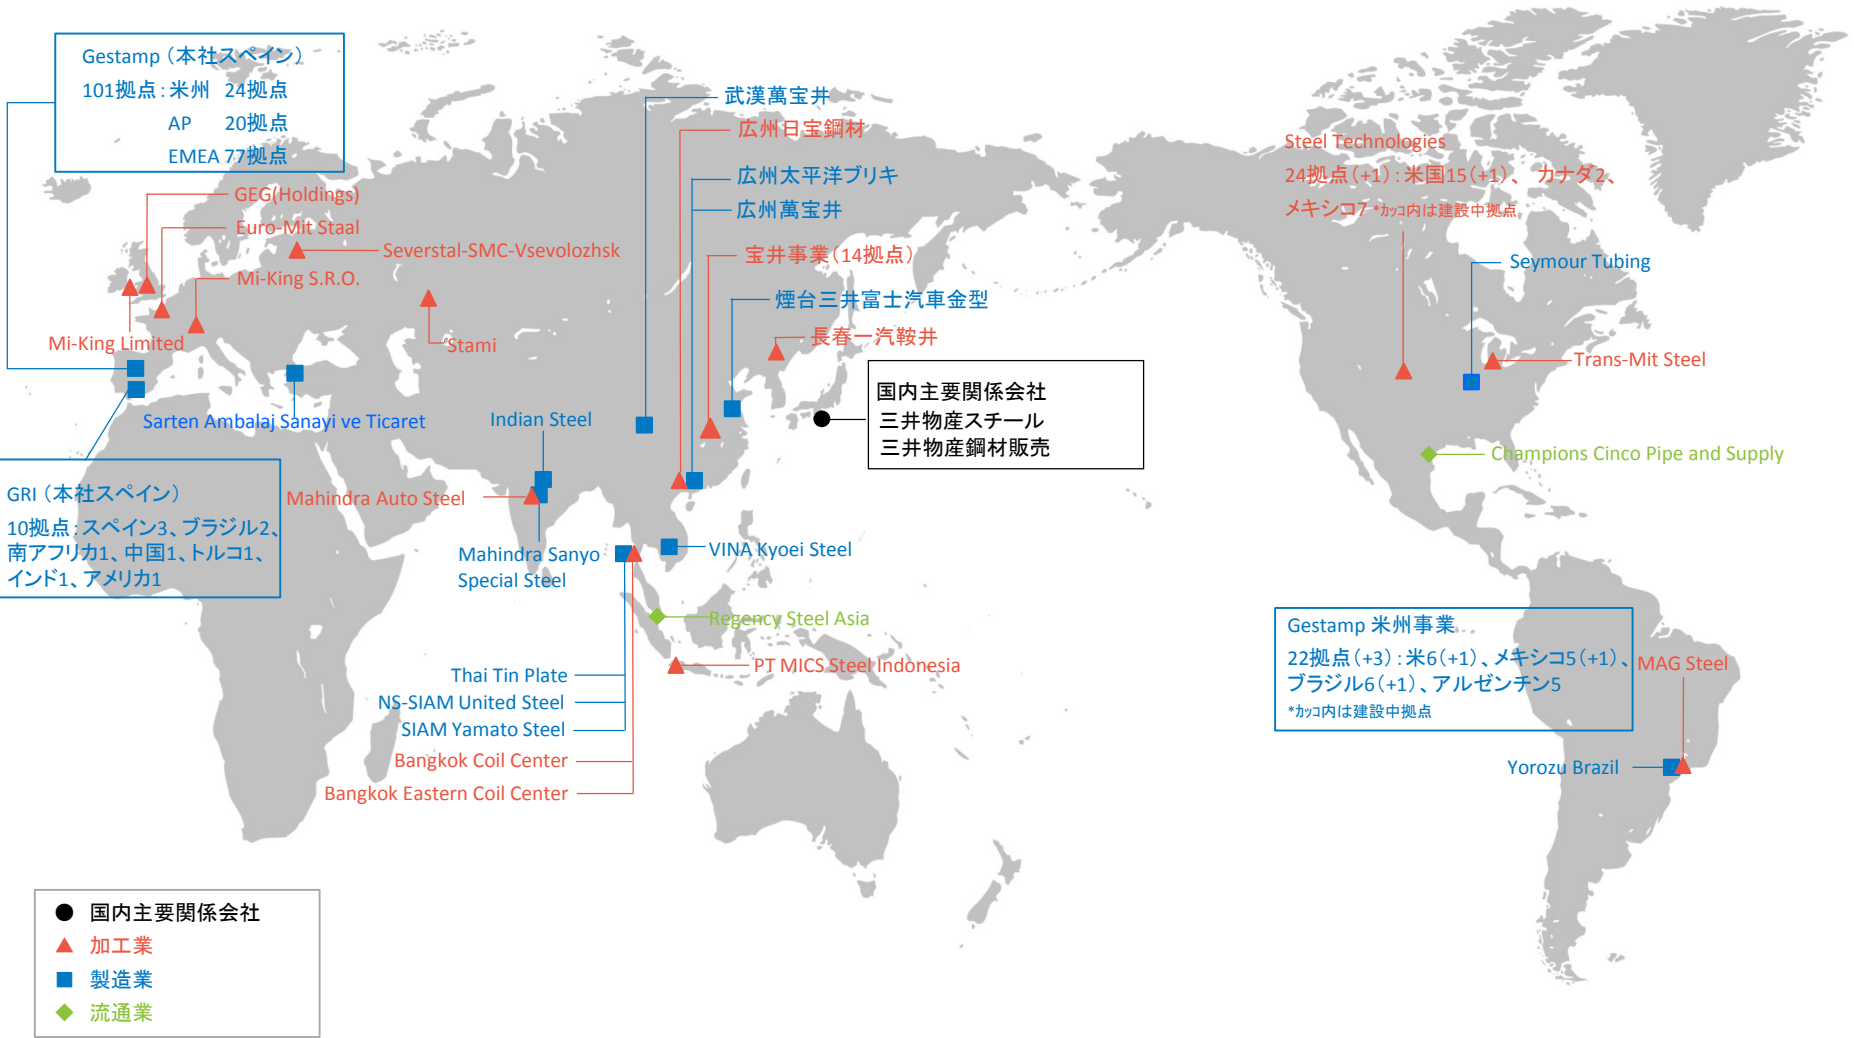 Gestamp（本社スペイン）
101拠点：米州 24拠点
AP 20拠点
EMEA 77拠点
GEG(Holdings)
Euro-Mit Staal
Severstal-SMC-Vsevolozhsk
Mi-King S.R.O.
Mi-King Limited
Stami
Sarten Ambalaj Sanayi ve Ticaret
GRI（本社スペイン）
10拠点：スペイン3、ブラジル2、
南アフリカ1、中国1、トルコ1、
インド1、アメリカ1
武漢萬宝井
広州日宝鋼材
広州太平洋ブリキ
広州萬宝井
宝井事業（14拠点）
煙台三井富士汽車金型
長春一汽鞍井
国内主要関係会社
三井物産スチール
三井物産鋼材販売
Indian Steel
Mahindra Auto Steel
Mahindra Sanyo
Special Steel
VINA Kyoei Steel
Regency Steel Asia
PT MICS Steel Indonesia
Thai Tin Plate
NS-SIAM United Steel
SIAM Yamato Steel
Bangkok Coil Center
Bangkok Eastern Coil Center
Steel Technologies
24拠点（+1）：米国15（+1）、 カナダ2、
メキシコ7 *カッコ内は建設中拠点
Seymour Tubing
Trans-Mit Steel
Champions Cinco Pipe and Supply
Gestamp 米州事業
22拠点（+3）：米6（+1）、メキシコ5（+1）、
ブラジル6（+1）、アルゼンチン5
*カッコ内は建設中拠点
MAG Steel
Yorozu Brazil
国内主要関係会社
加工業
製造業
流通業